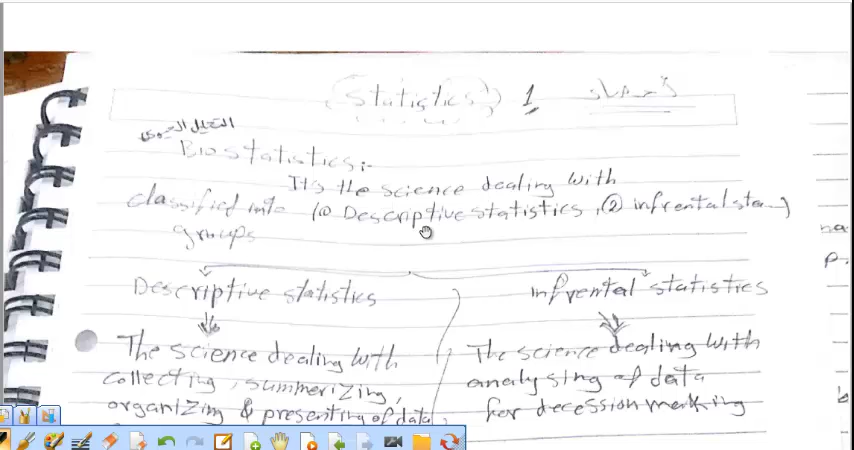 (Statistics) 1 إحصاء
Biostatistics:-
It's the science dealing with
classified into (① Descriptive statistics, ② infrental
groups
Descriptive statistics
Infrental statistics
The science dealing with
collecting, summerizing,
organizing & presenting of data
The science dealing with
analysing of data
for decession making